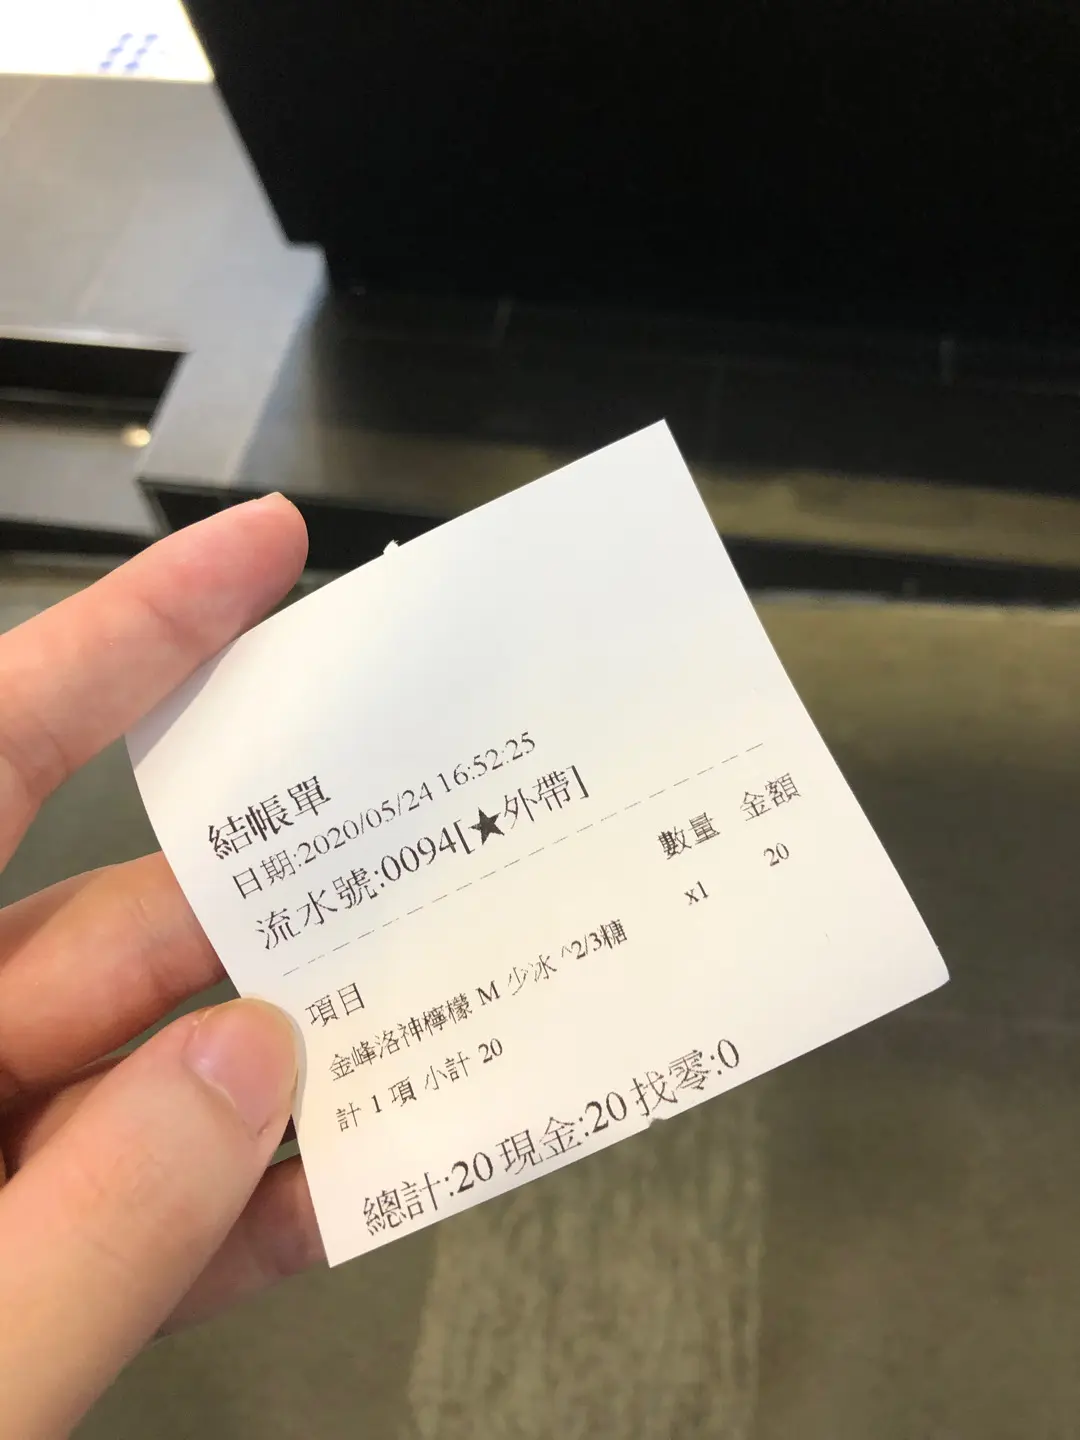 結帳單
日期:2020/05/24 16:52:25
流水號:0094[★外帶]
項目 數量 金額
金峰洛神檸檬 M 少冰 ^2/3糖 x1 20
計 1 項 小計 20
總計:20 現金:20 找零:0